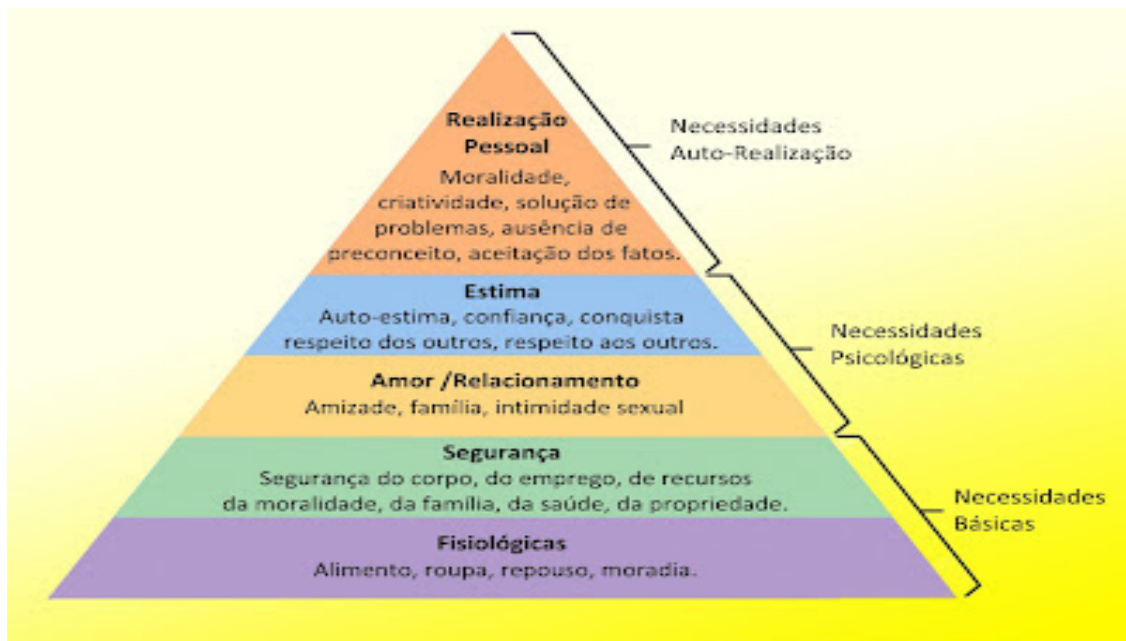 Realização
Pessoal
Moralidade,
criatividade, solução de
problemas, ausência de
preconceito, aceitação dos fatos.
Necessidades
Auto-Realização
Estima
Auto-estima, confiança, conquista
respeito dos outros, respeito aos outros.
Amor /Relacionamento
Amizade, família, intimidade sexual
Necessidades
Psicológicas
Segurança
Segurança do corpo, do emprego, de recursos
da moralidade, da família, da saúde, da propriedade.
Fisiológicas
Alimento, roupa, repouso, moradia.
Necessidades
Básicas